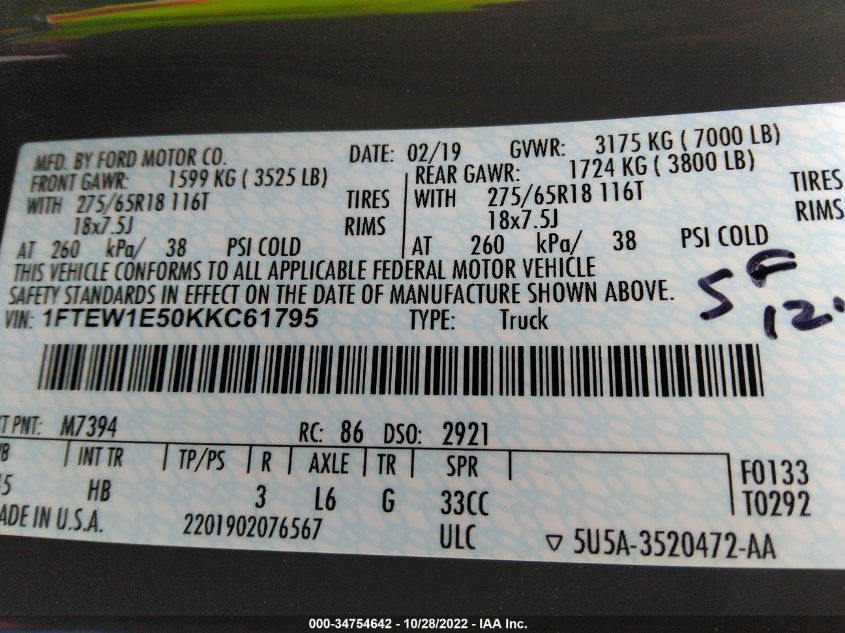 MFD. BY FORD MOTOR CO. DATE: 02/19 GVWR: 3175 KG ( 7000 LB)
FRONT GAWR: 1599 KG ( 3525 LB) REAR GAWR: 1724 KG ( 3800 LB)
WITH 275/65R18 116T TIRES WITH 275/65R18 116T TIRES
18x7.5J RIMS 18x7.5J RIMS
AT 260 kPa/ 38 PSI COLD AT 260 kPa/ 38 PSI COLD
THIS VEHICLE CONFORMS TO ALL APPLICABLE FEDERAL MOTOR VEHICLE
SAFETY STANDARDS IN EFFECT ON THE DATE OF MANUFACTURE SHOWN ABOVE.
VIN: 1FTEW1E50KKC61795 TYPE: Truck
SF
12.
T PNT: M7394 RC: 86 DSO: 2921
B INT TR TP/PS R AXLE TR SPR
5 HB 3 L6 G 33CC
F0133
T0292
ADE IN U.S.A. 2201902076567 ULC ▽ 5U5A-3520472-AA
000-34754642 - 10/28/2022 - IAA Inc.